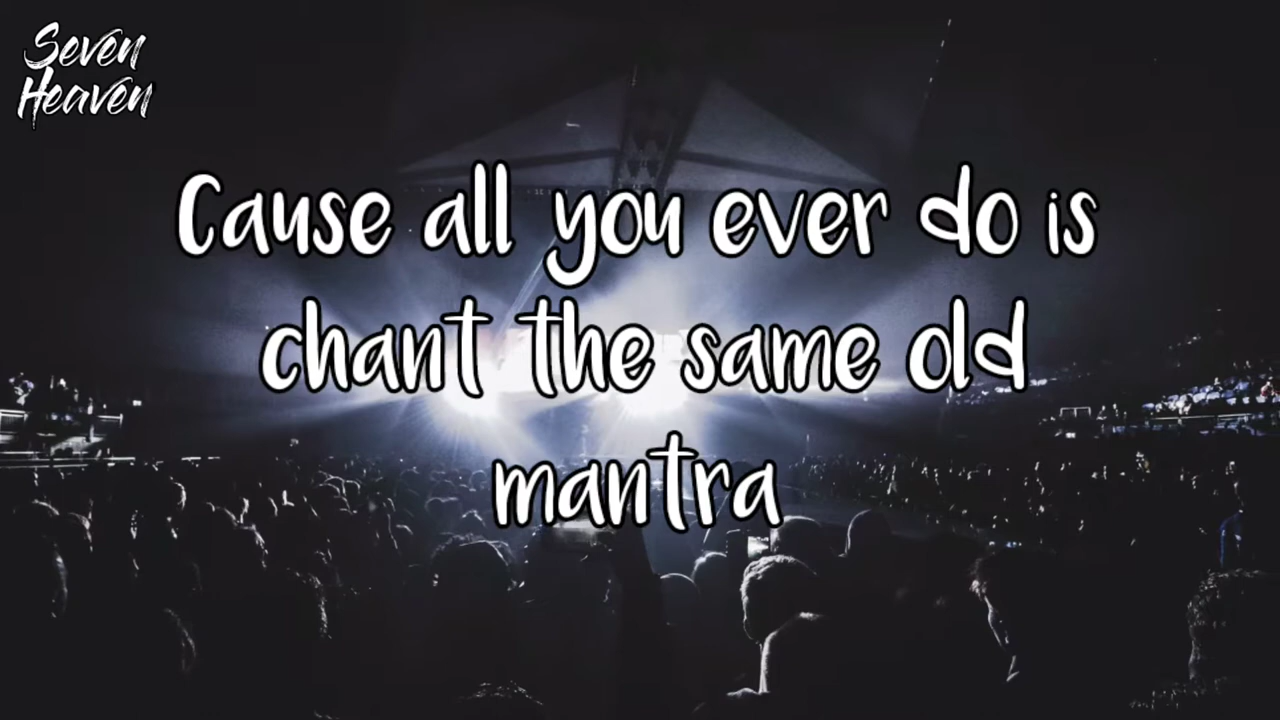 Seven
Heaven
Cause all you ever do is
chant the same old
mantra